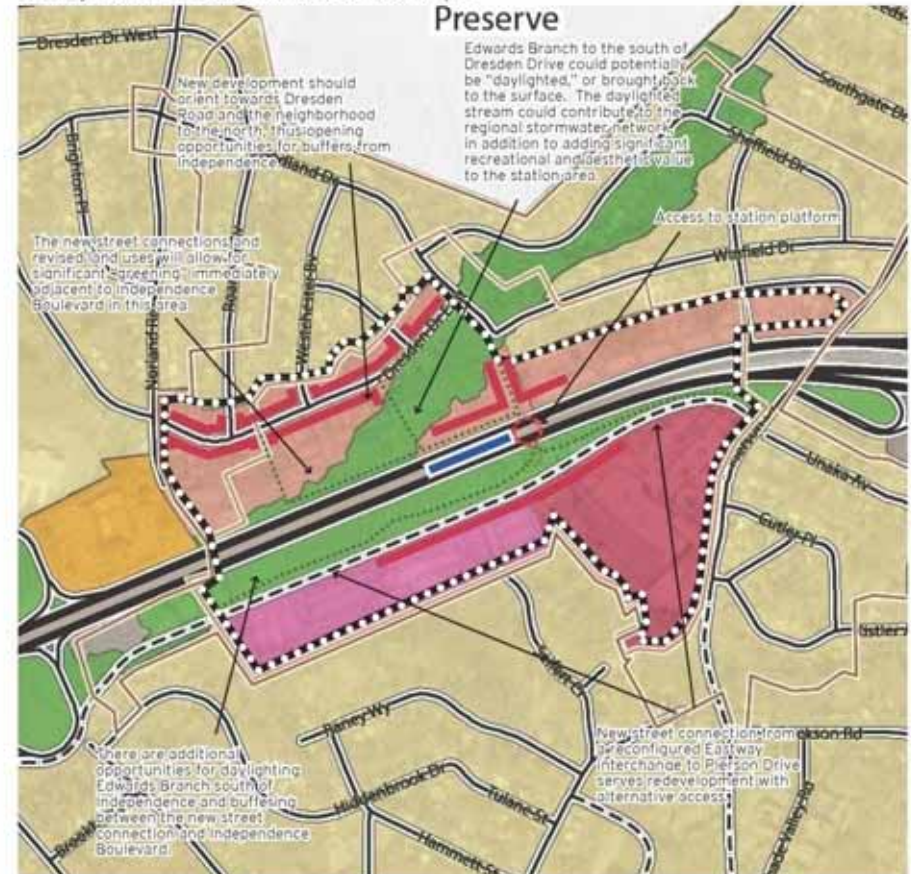 Preserve
Edwards Branch to the south of
Dresden Drive could potentially
be "daylighted," or brought back
to the surface. The daylighted
stream could contribute to the
regional stormwater network
in addition to adding significant
recreational and aesthetic value
to the station area.
Dresden Dr West
New development should
orient towards Dresden
Road and the neighborhood
to the north, thus opening
opportunities for buffers from
Independence.
Southgate Dr
Sheffield Dr
Brighton Pl
Access to station platform
Winfield Dr
The new street connections and
revised land uses will allow for
significant "greening" immediately
adjacent to Independence
Boulevard in this area.
Norland Rd
Unaka Av
Cutler Pl
New street connection from
a reconfigured Eastway
Interchange to Pierson Drive
serves redevelopment with
alternative access.
There are additional
opportunities for daylighting
Edwards Branch south of
Independence and buffesing
between the new street
connection and Independence
Boulevard.
Raney Wy
Hiddenbrook Dr
Tulane St
Hammett St